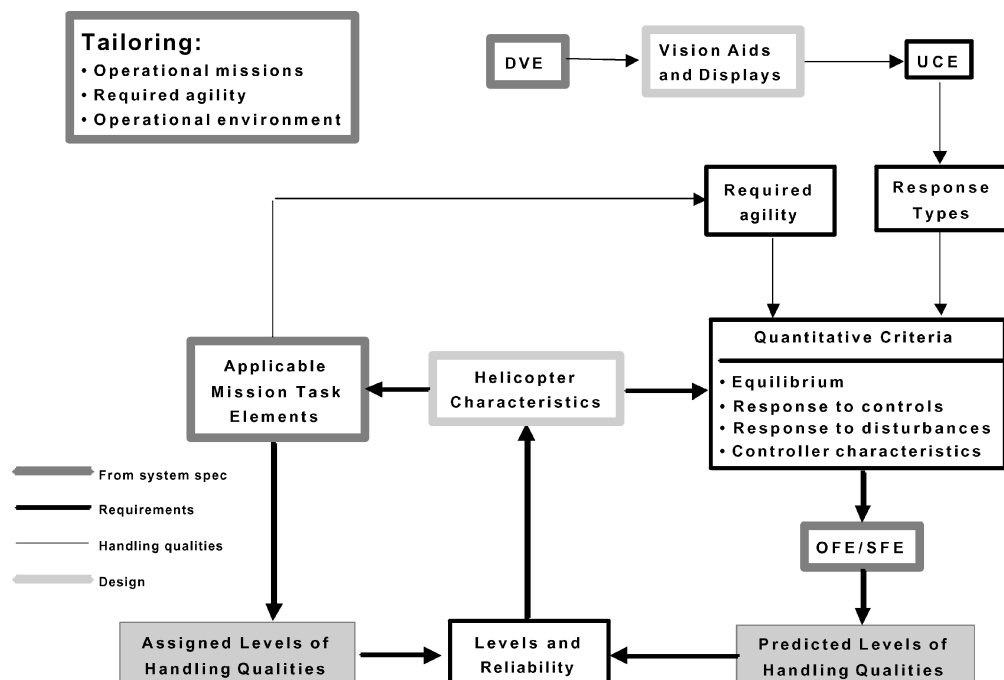 Tailoring:
• Operational missions
• Required agility
• Operational environment
DVE
Vision Aids
and Displays
UCE
Required
agility
Response
Types
Quantitative Criteria
• Equilibrium
• Response to controls
• Response to disturbances
• Controller characteristics
Applicable
Mission Task
Elements
Helicopter
Characteristics
From system spec
Requirements
Handling qualities
Design
OFE/SFE
Assigned Levels of
Handling Qualities
Levels and
Reliability
Predicted Levels of
Handling Qualities